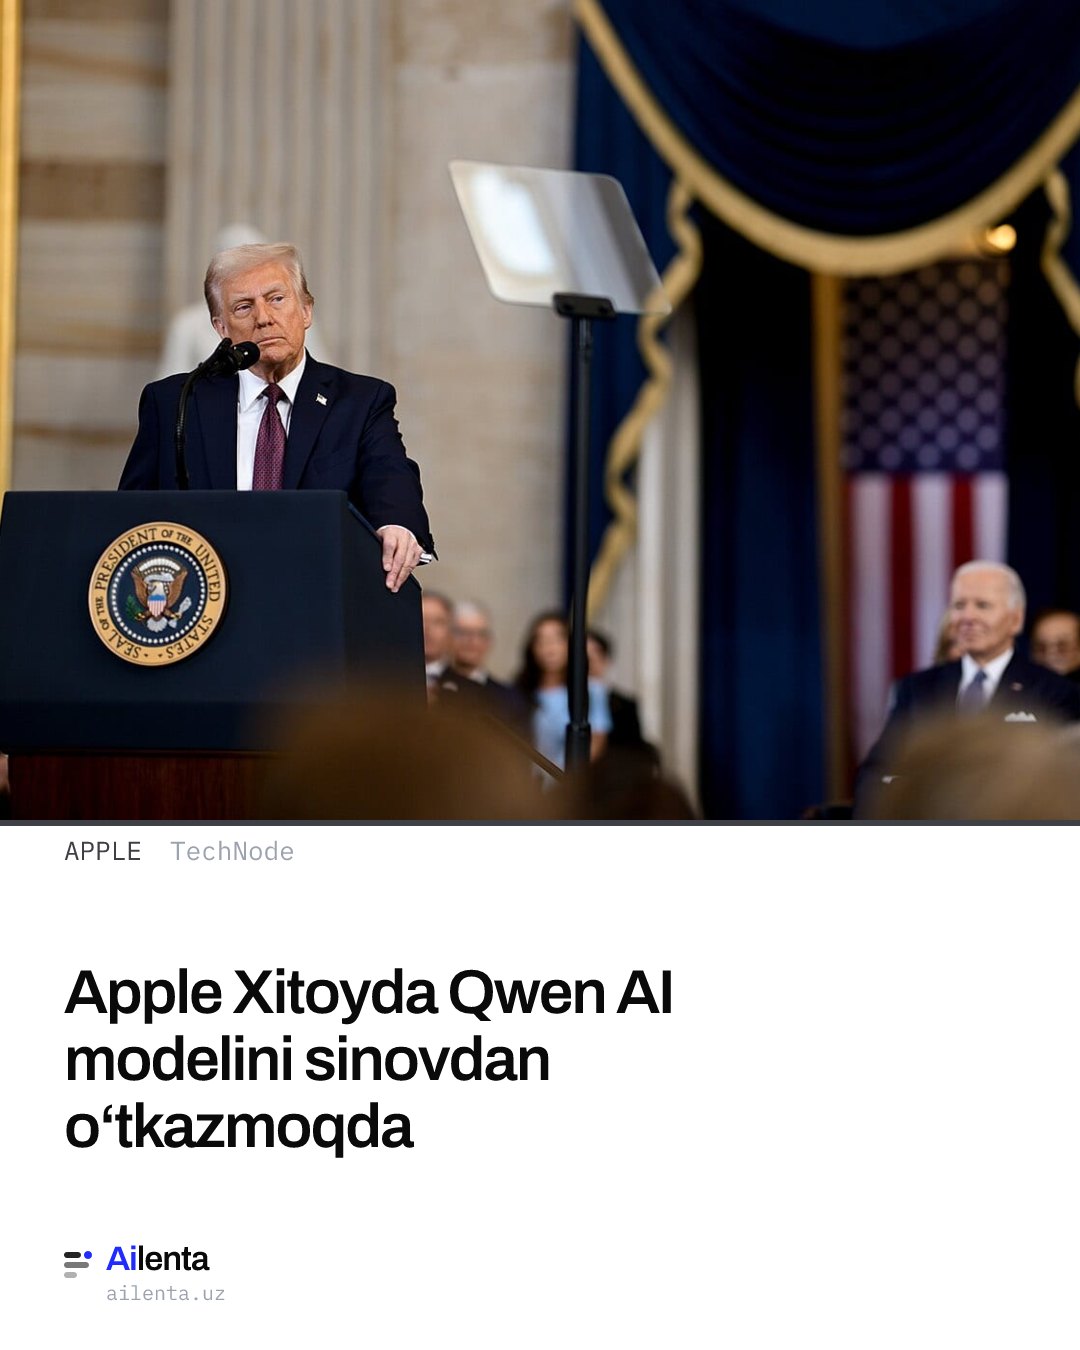 SEAL OF THE PRESIDENT OF THE UNITED STATES
APPLE TechNode
Apple Xitoyda Qwen AI
modelini sinovdan
o‘tkazmoqda
Ailenta
ailenta.uz